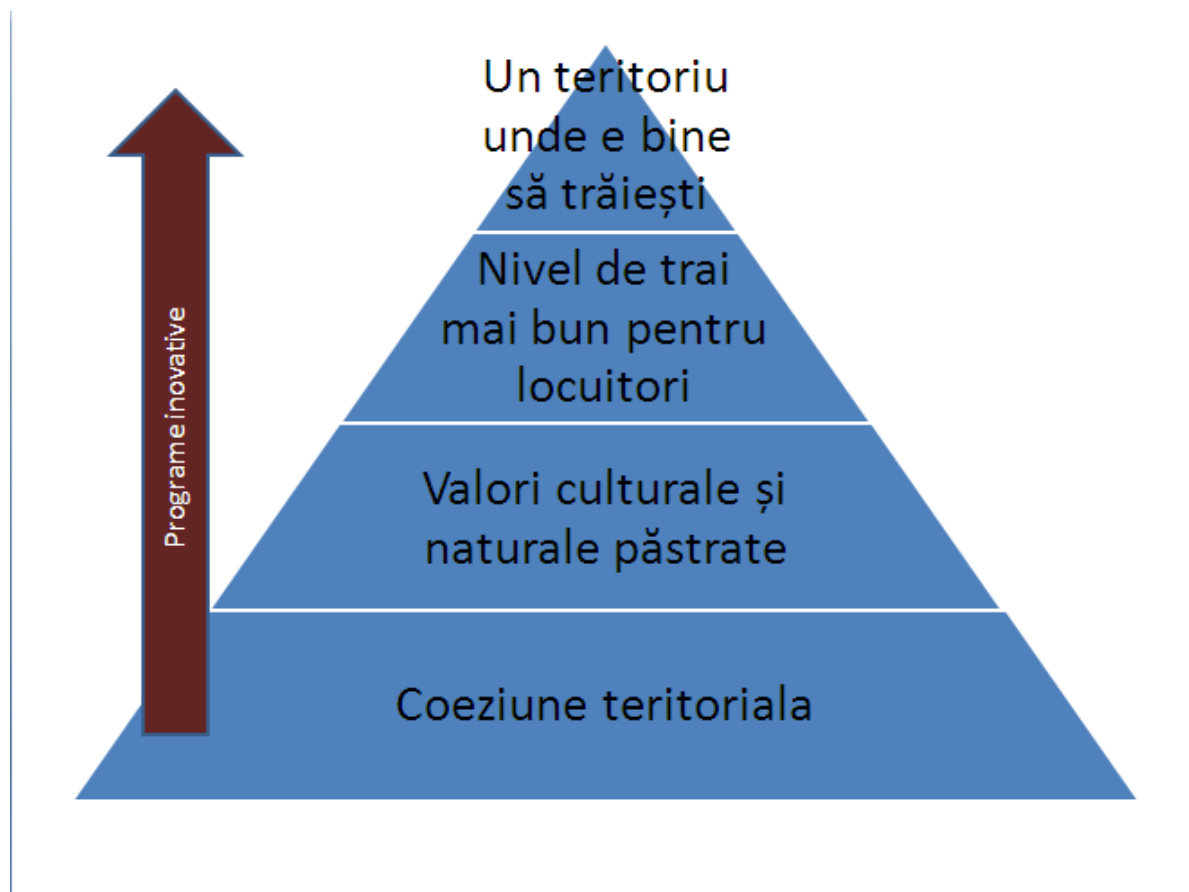 Un teritoriu
unde e bine
să trăiești
Nivel de trai
mai bun pentru
locuitori
Valori culturale și
naturale păstrate
Coeziune teritoriala
Programe inovative